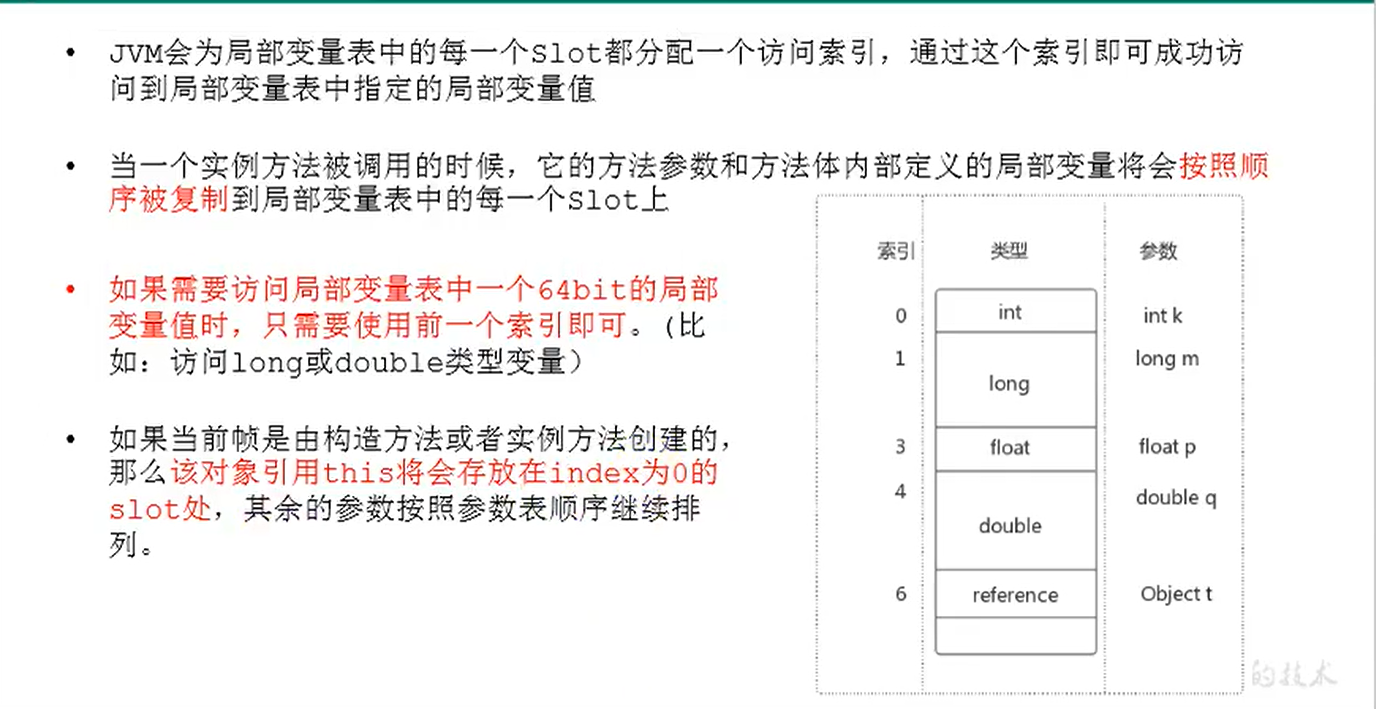 • JVM会为局部变量表中的每一个Slot都分配一个访问索引，通过这个索引即可成功访
问到局部变量表中指定的局部变量值
• 当一个实例方法被调用的时候，它的方法参数和方法体内部定义的局部变量将会按照顺
序被复制到局部变量表中的每一个Slot上
• 如果需要访问局部变量表中一个64bit的局部
变量值时，只需要使用前一个索引即可。(比
如：访问long或double类型变量）
• 如果当前帧是由构造方法或者实例方法创建的，
那么该对象引用this将会存放在index为0的
slot处，其余的参数按照参数表顺序继续排
列。
索引 类型 参数
0 int int k
1 long long m
3 float float p
4 double double q
6 reference Object t
的技术